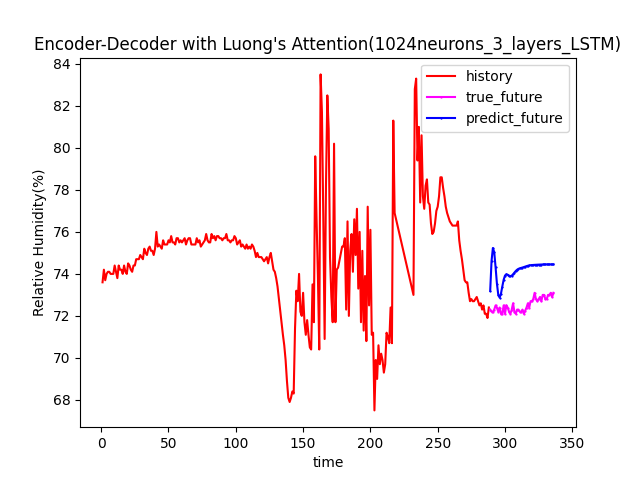 Encoder-Decoder with Luong's Attention(1024neurons_3_layers_LSTM)
history
true_future
predict_future
Relative Humidity(%)
84
82
80
78
76
74
72
70
68
0 50 100 150 200 250 300 350
time